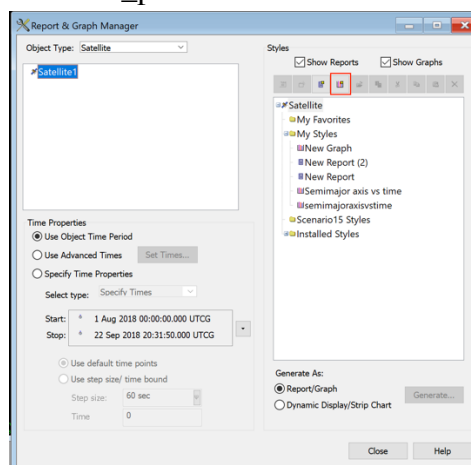 Report & Graph Manager
Object Type: Satellite
Satellite1
Styles
Show Reports Show Graphs
Satellite
My Favorites
My Styles
New Graph
New Report (2)
New Report
Semimajor axis vs time
semimajoraxisvstime
Scenario15 Styles
Installed Styles
Time Properties
Use Object Time Period
Use Advanced Times Set Times...
Specify Time Properties
Select type: Specify Times
Start: 1 Aug 2018 00:00:00.000 UTCG
Stop: 22 Sep 2018 20:31:50.000 UTCG
Use default time points
Use step size/ time bound
Step size: 60 sec
Time 0
Generate As:
Report/Graph
Generate...
Dynamic Display/Strip Chart
Close Help